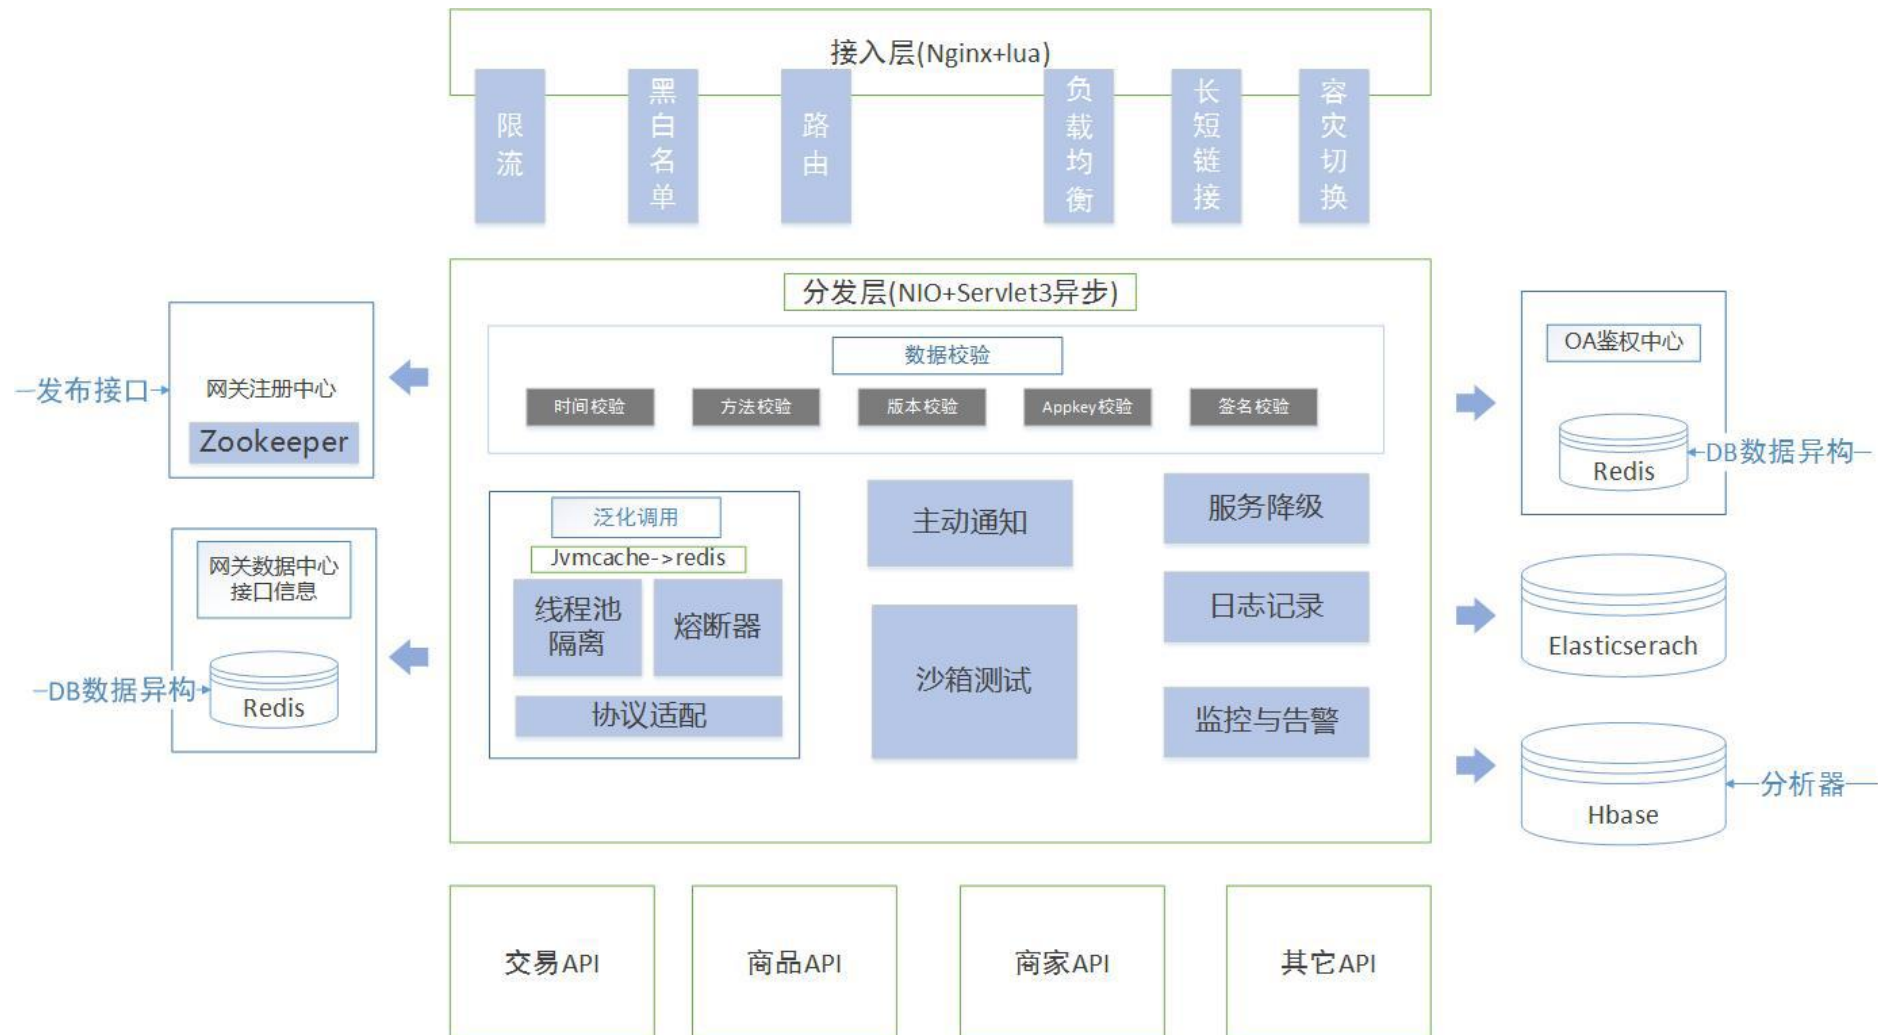 接入层(Nginx+lua)
限流
黑白名单
路由
负载均衡
长短链接
容灾切换
分发层(NIO+Servlet3异步)
数据校验
时间校验
方法校验
版本校验
Appkey校验
签名校验
发布接口
网关注册中心
Zookeeper
网关数据中心
接口信息
DB数据异构
Redis
泛化调用
Jvmcache->redis
线程池
隔离
熔断器
协议适配
主动通知
沙箱测试
服务降级
日志记录
监控与告警
OA鉴权中心
Redis
DB数据异构
Elasticserach
Hbase
分析器
交易API
商品API
商家API
其它API